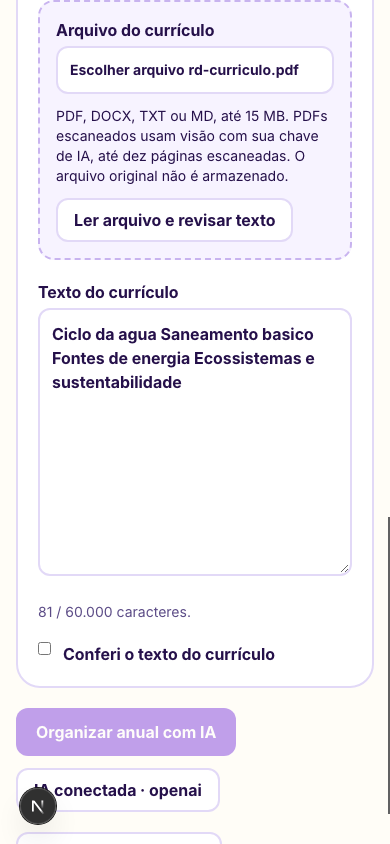 Arquivo do currículo
Escolher arquivo rd-curriculo.pdf
PDF, DOCX, TXT ou MD, até 15 MB. PDFs
escaneados usam visão com sua chave
de IA, até dez páginas escaneadas. O
arquivo original não é armazenado.
Ler arquivo e revisar texto
Texto do currículo
Ciclo da agua Saneamento basico
Fontes de energia Ecossistemas e
sustentabilidade
81 / 60.000 caracteres.
Conferi o texto do currículo
Organizar anual com IA
IA conectada · openai
N